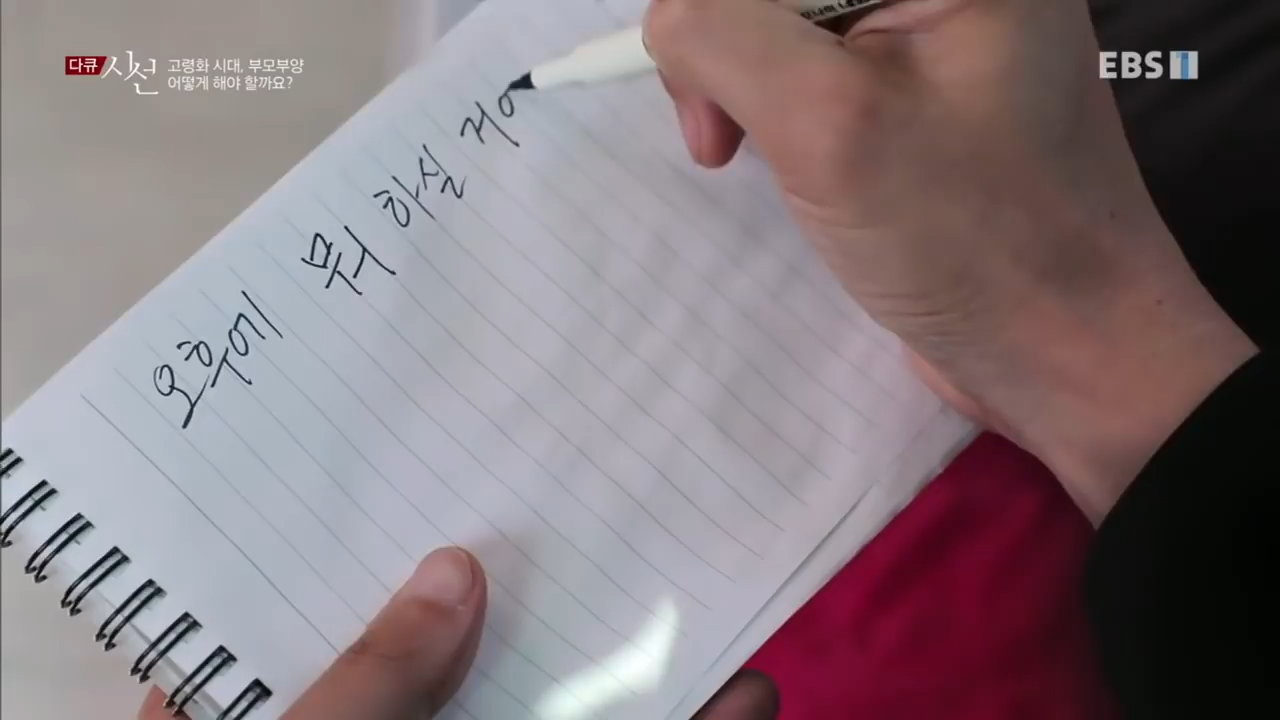 다큐 시선
고령화 시대, 부모부양
어떻게 해야 할까요?
EBS 1
오후에 뭐 하실 거